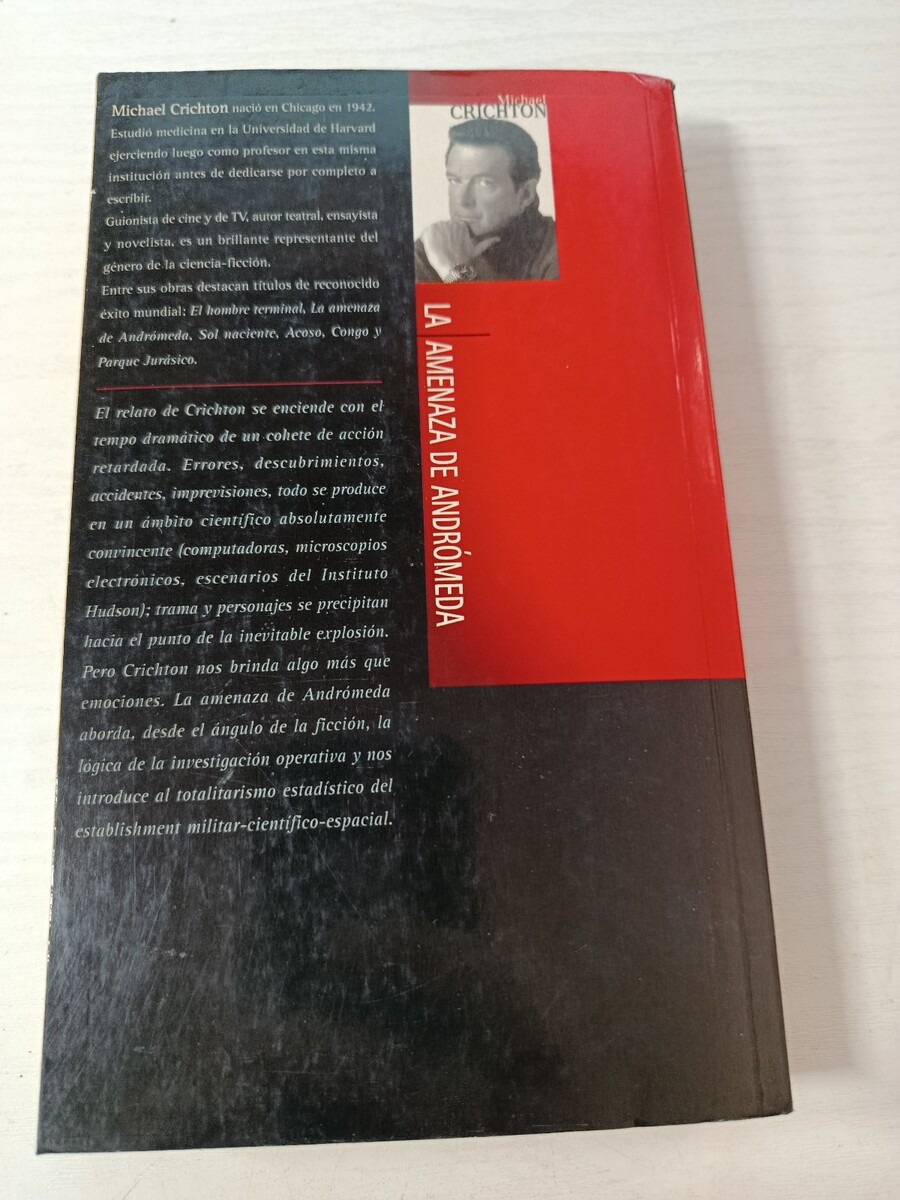 Michael Crichton nació en Chicago en 1942.
Estudió medicina en la Universidad de Harvard
ejerciendo luego como profesor en esta misma
institución antes de dedicarse por completo a
escribir.
Guionista de cine y de TV, autor teatral, ensayista
y novelista, es un brillante representante del
género de la ciencia-ficción.
Entre sus obras destacan títulos de reconocido
éxito mundial: El hombre terminal, La amenaza
de Andrómeda, Sol naciente, Acoso, Congo y
Parque Jurásico.
El relato de Crichton se enciende con el
tempo dramático de un cohete de acción
retardada. Errores, descubrimientos,
accidentes, imprevisiones, todo se produce
en un ámbito científico absolutamente
convincente (computadoras, microscopios
electrónicos, escenarios del Instituto
Hudson); trama y personajes se precipitan
hacia el punto de la inevitable explosión.
Pero Crichton nos brinda algo más que
emociones. La amenaza de Andrómeda
aborda, desde el ángulo de la ficción, la
lógica de la investigación operativa y nos
introduce al totalitarismo estadístico del
establishment militar-científico-espacial.
Michael
CRICHTON
LA AMENAZA DE ANDRÓMEDA